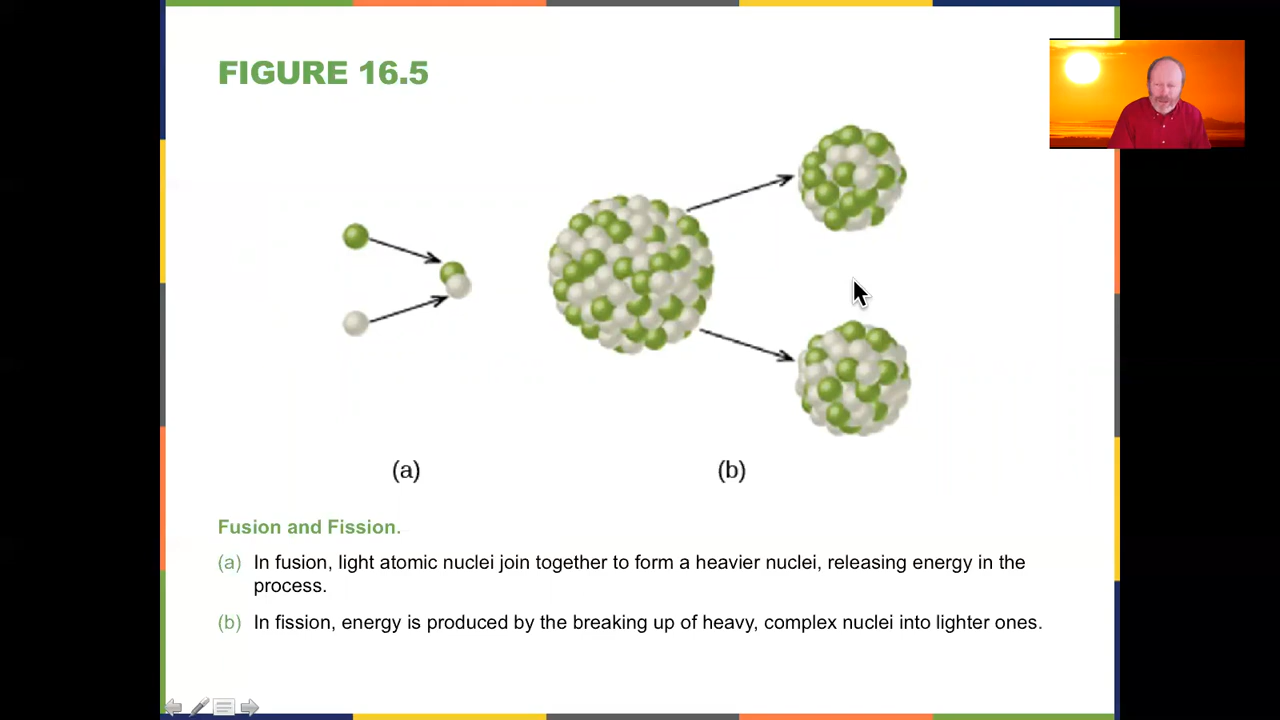 FIGURE 16.5
(a)
(b)
Fusion and Fission.
(a) In fusion, light atomic nuclei join together to form a heavier nuclei, releasing energy in the
process.
(b) In fission, energy is produced by the breaking up of heavy, complex nuclei into lighter ones.